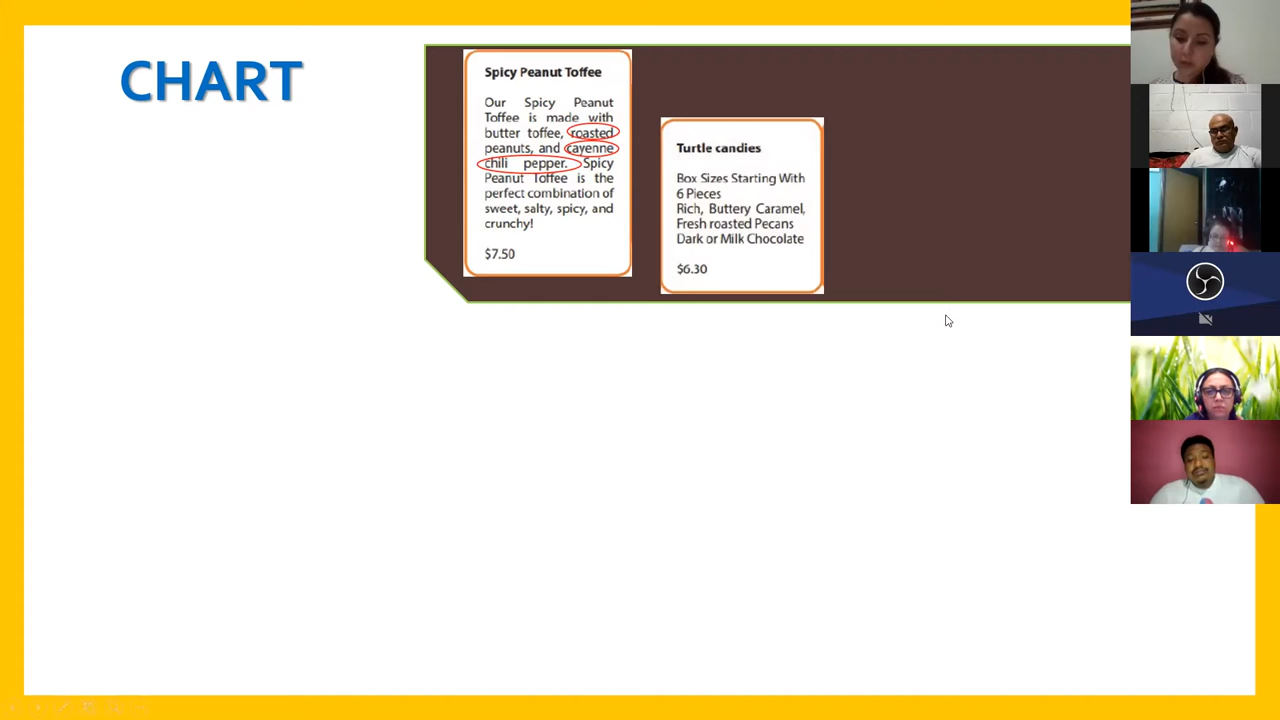 CHART
Spicy Peanut Toffee
Our Spicy Peanut
Toffee is made with
butter toffee, roasted
peanuts, and cayenne
chili pepper. Spicy
Peanut Toffee is the
perfect combination of
sweet, salty, spicy, and
crunchy!
$7.50
Turtle candies
Box Sizes Starting With
6 Pieces
Rich, Buttery Caramel,
Fresh roasted Pecans
Dark or Milk Chocolate
$6.30